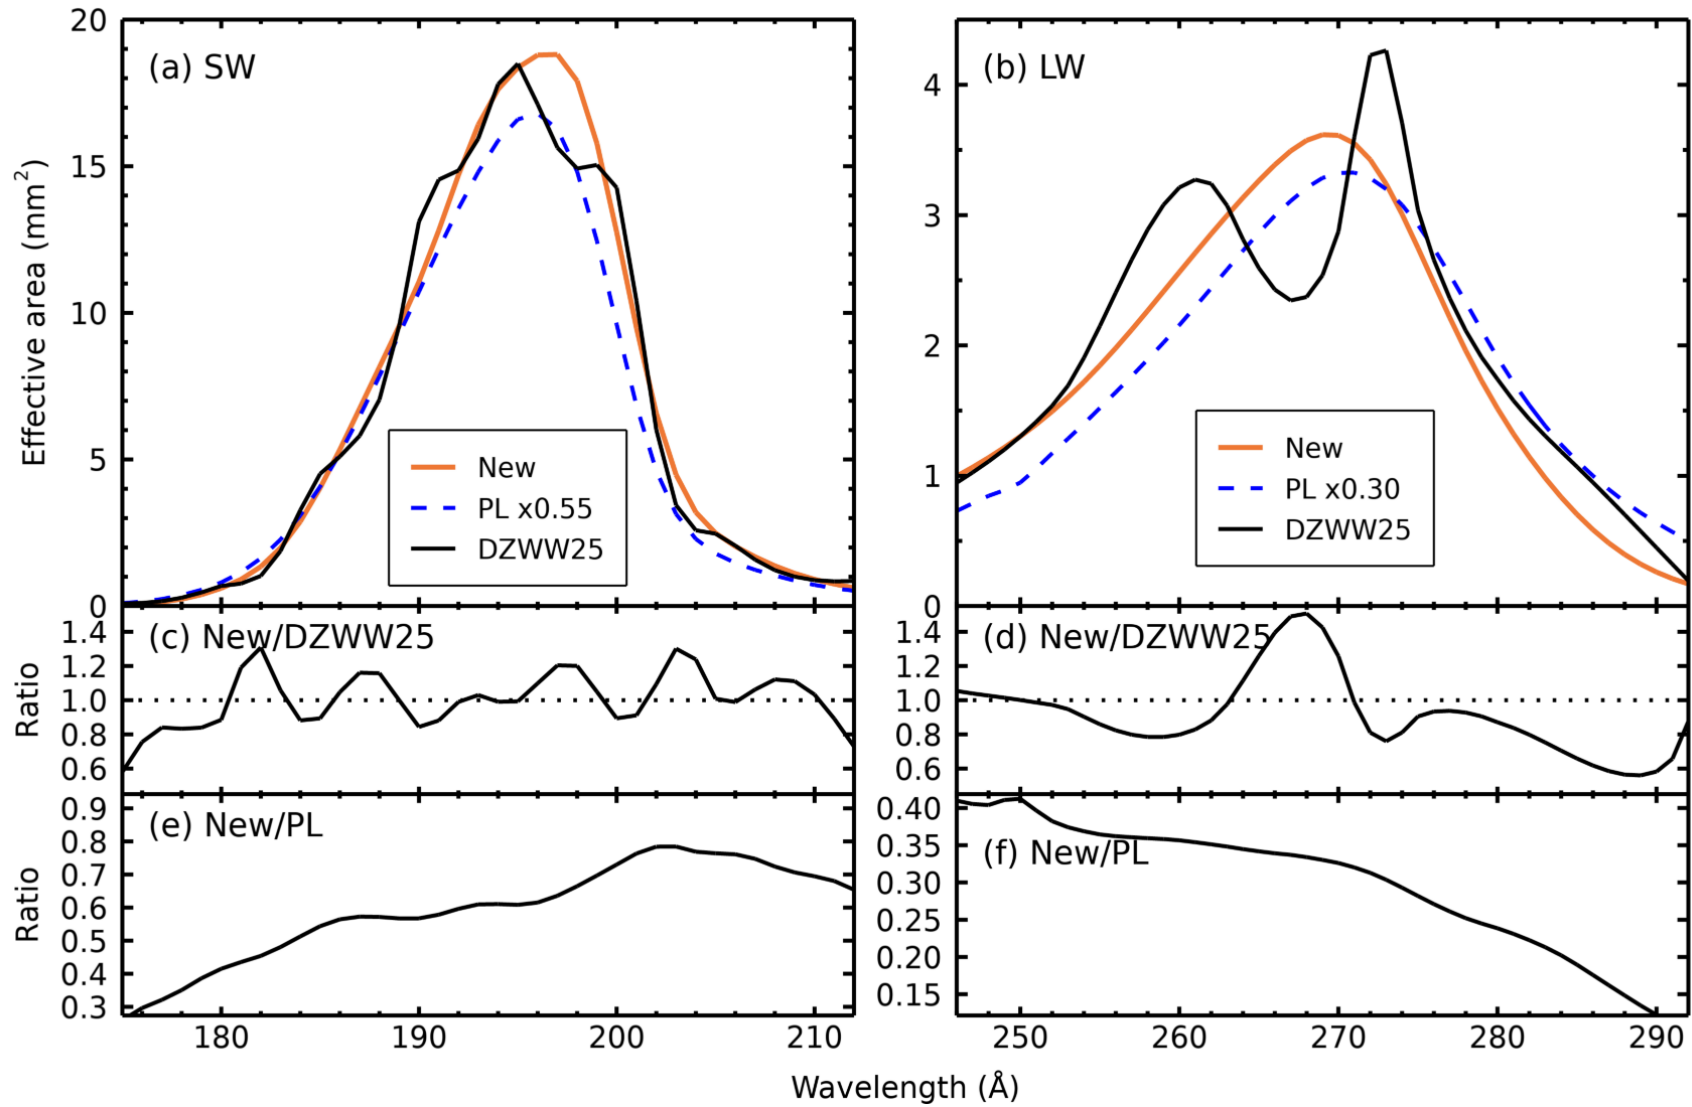 (a) SW
(b) LW
Effective area (mm²)
20
15
10
5
0
4
3
2
1
0
New
PL x0.55
DZWW25
New
PL x0.30
DZWW25
(c) New/DZWW25
(d) New/DZWW25
Ratio
1.4
1.2
1.0
0.8
0.6
1.4
1.2
1.0
0.8
0.6
(e) New/PL
(f) New/PL
Ratio
0.9
0.8
0.7
0.6
0.5
0.4
0.3
0.40
0.35
0.30
0.25
0.20
0.15
180 190 200 210
250 260 270 280 290
Wavelength (Å)